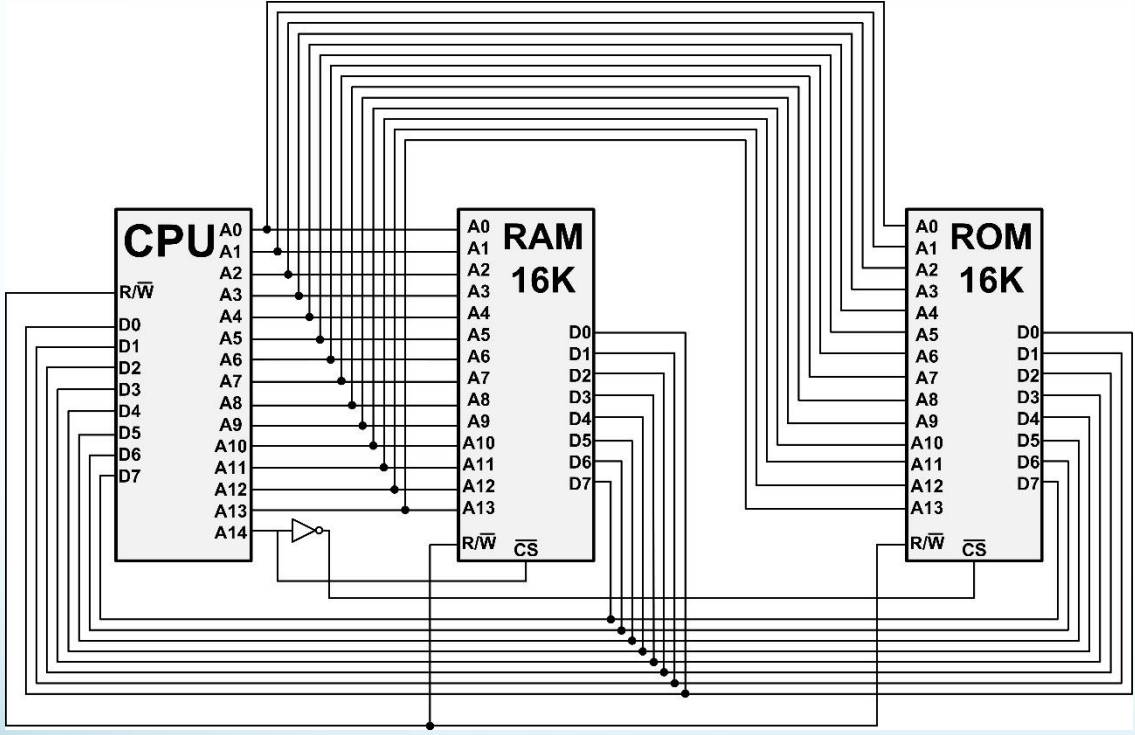 CPU
A0
A1
A2
A3
A4
A5
A6
A7
A8
A9
A10
A11
A12
A13
A14
R/W̅
D0
D1
D2
D3
D4
D5
D6
D7
RAM
16K
A0
A1
A2
A3
A4
A5
A6
A7
A8
A9
A10
A11
A12
A13
R/W̅
C̅S̅
D0
D1
D2
D3
D4
D5
D6
D7
ROM
16K
A0
A1
A2
A3
A4
A5
A6
A7
A8
A9
A10
A11
A12
A13
R/W̅
C̅S̅
D0
D1
D2
D3
D4
D5
D6
D7